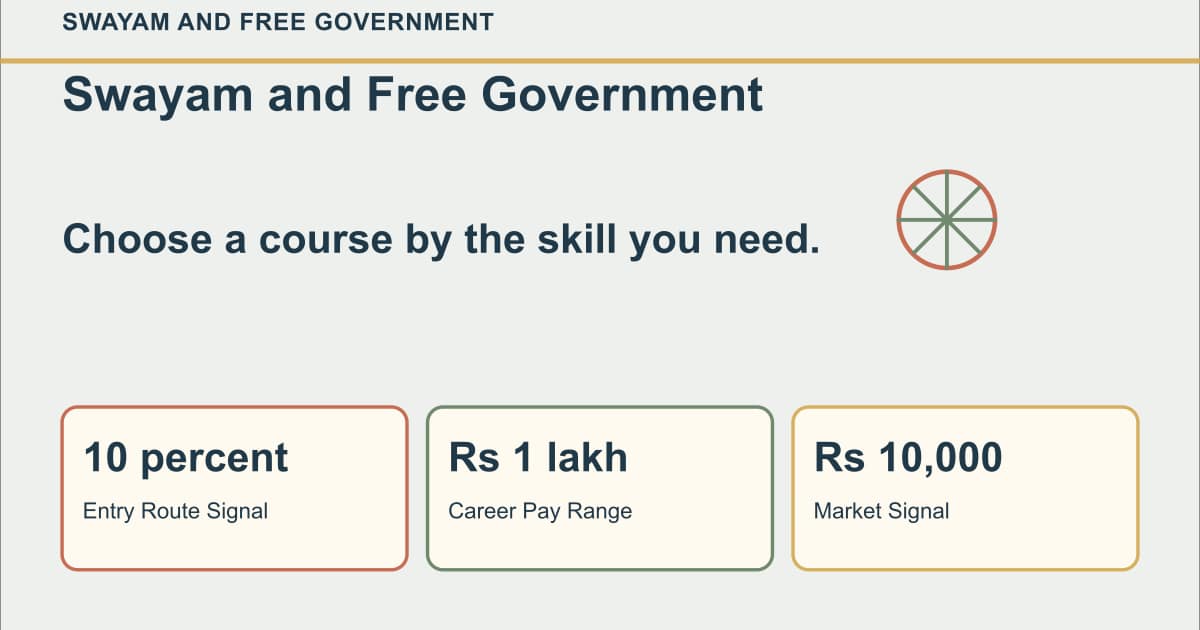 SWAYAM AND FREE GOVERNMENT
Swayam and Free Government
Choose a course by the skill you need.
10 percent
Entry Route Signal
Rs 1 lakh
Career Pay Range
Rs 10,000
Market Signal